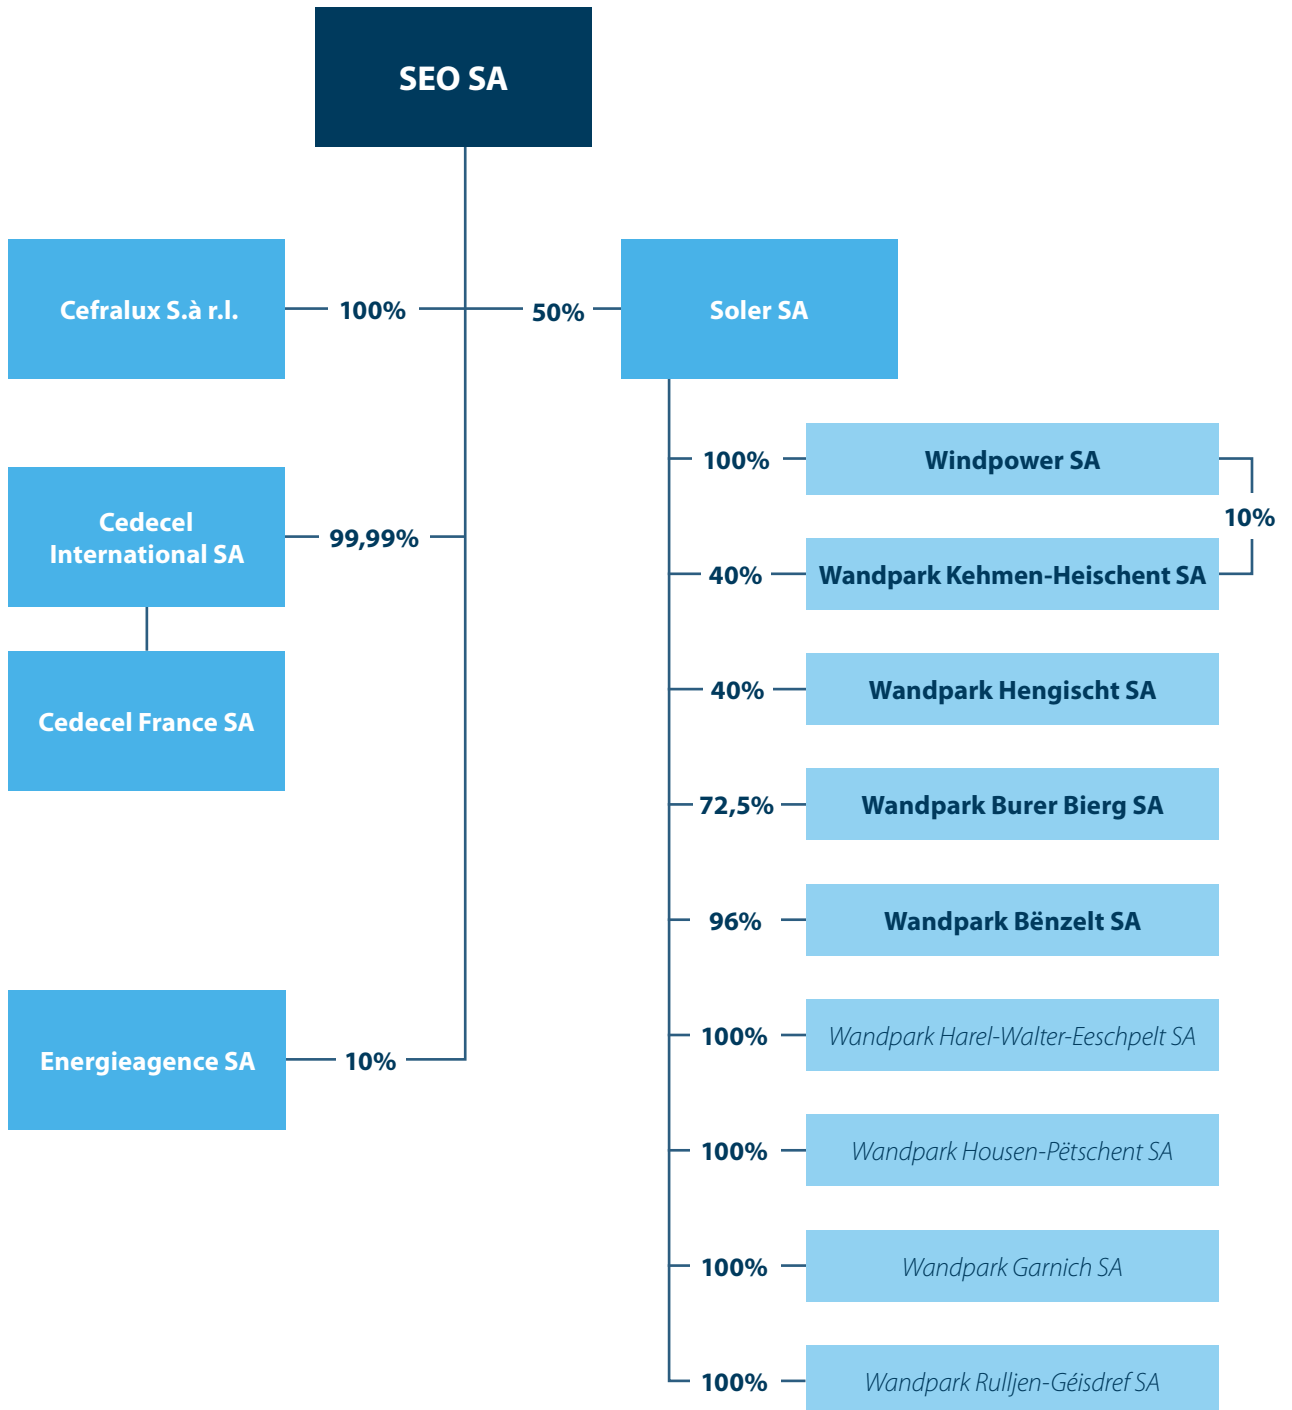 SEO SA
Cefralux S.à r.l.
100%
50%
Soler SA
100%
Windpower SA
10%
Cedecel
International SA
99,99%
40%
Wandpark Kehmen-Heischent SA
Cedecel France SA
40%
Wandpark Hengischt SA
72,5%
Wandpark Burer Bierg SA
96%
Wandpark Bënzelt SA
Energieagence SA
10%
100%
Wandpark Harel-Walter-Eeschpelt SA
100%
Wandpark Housen-Pëtschent SA
100%
Wandpark Garnich SA
100%
Wandpark Rulljen-Géisdref SA